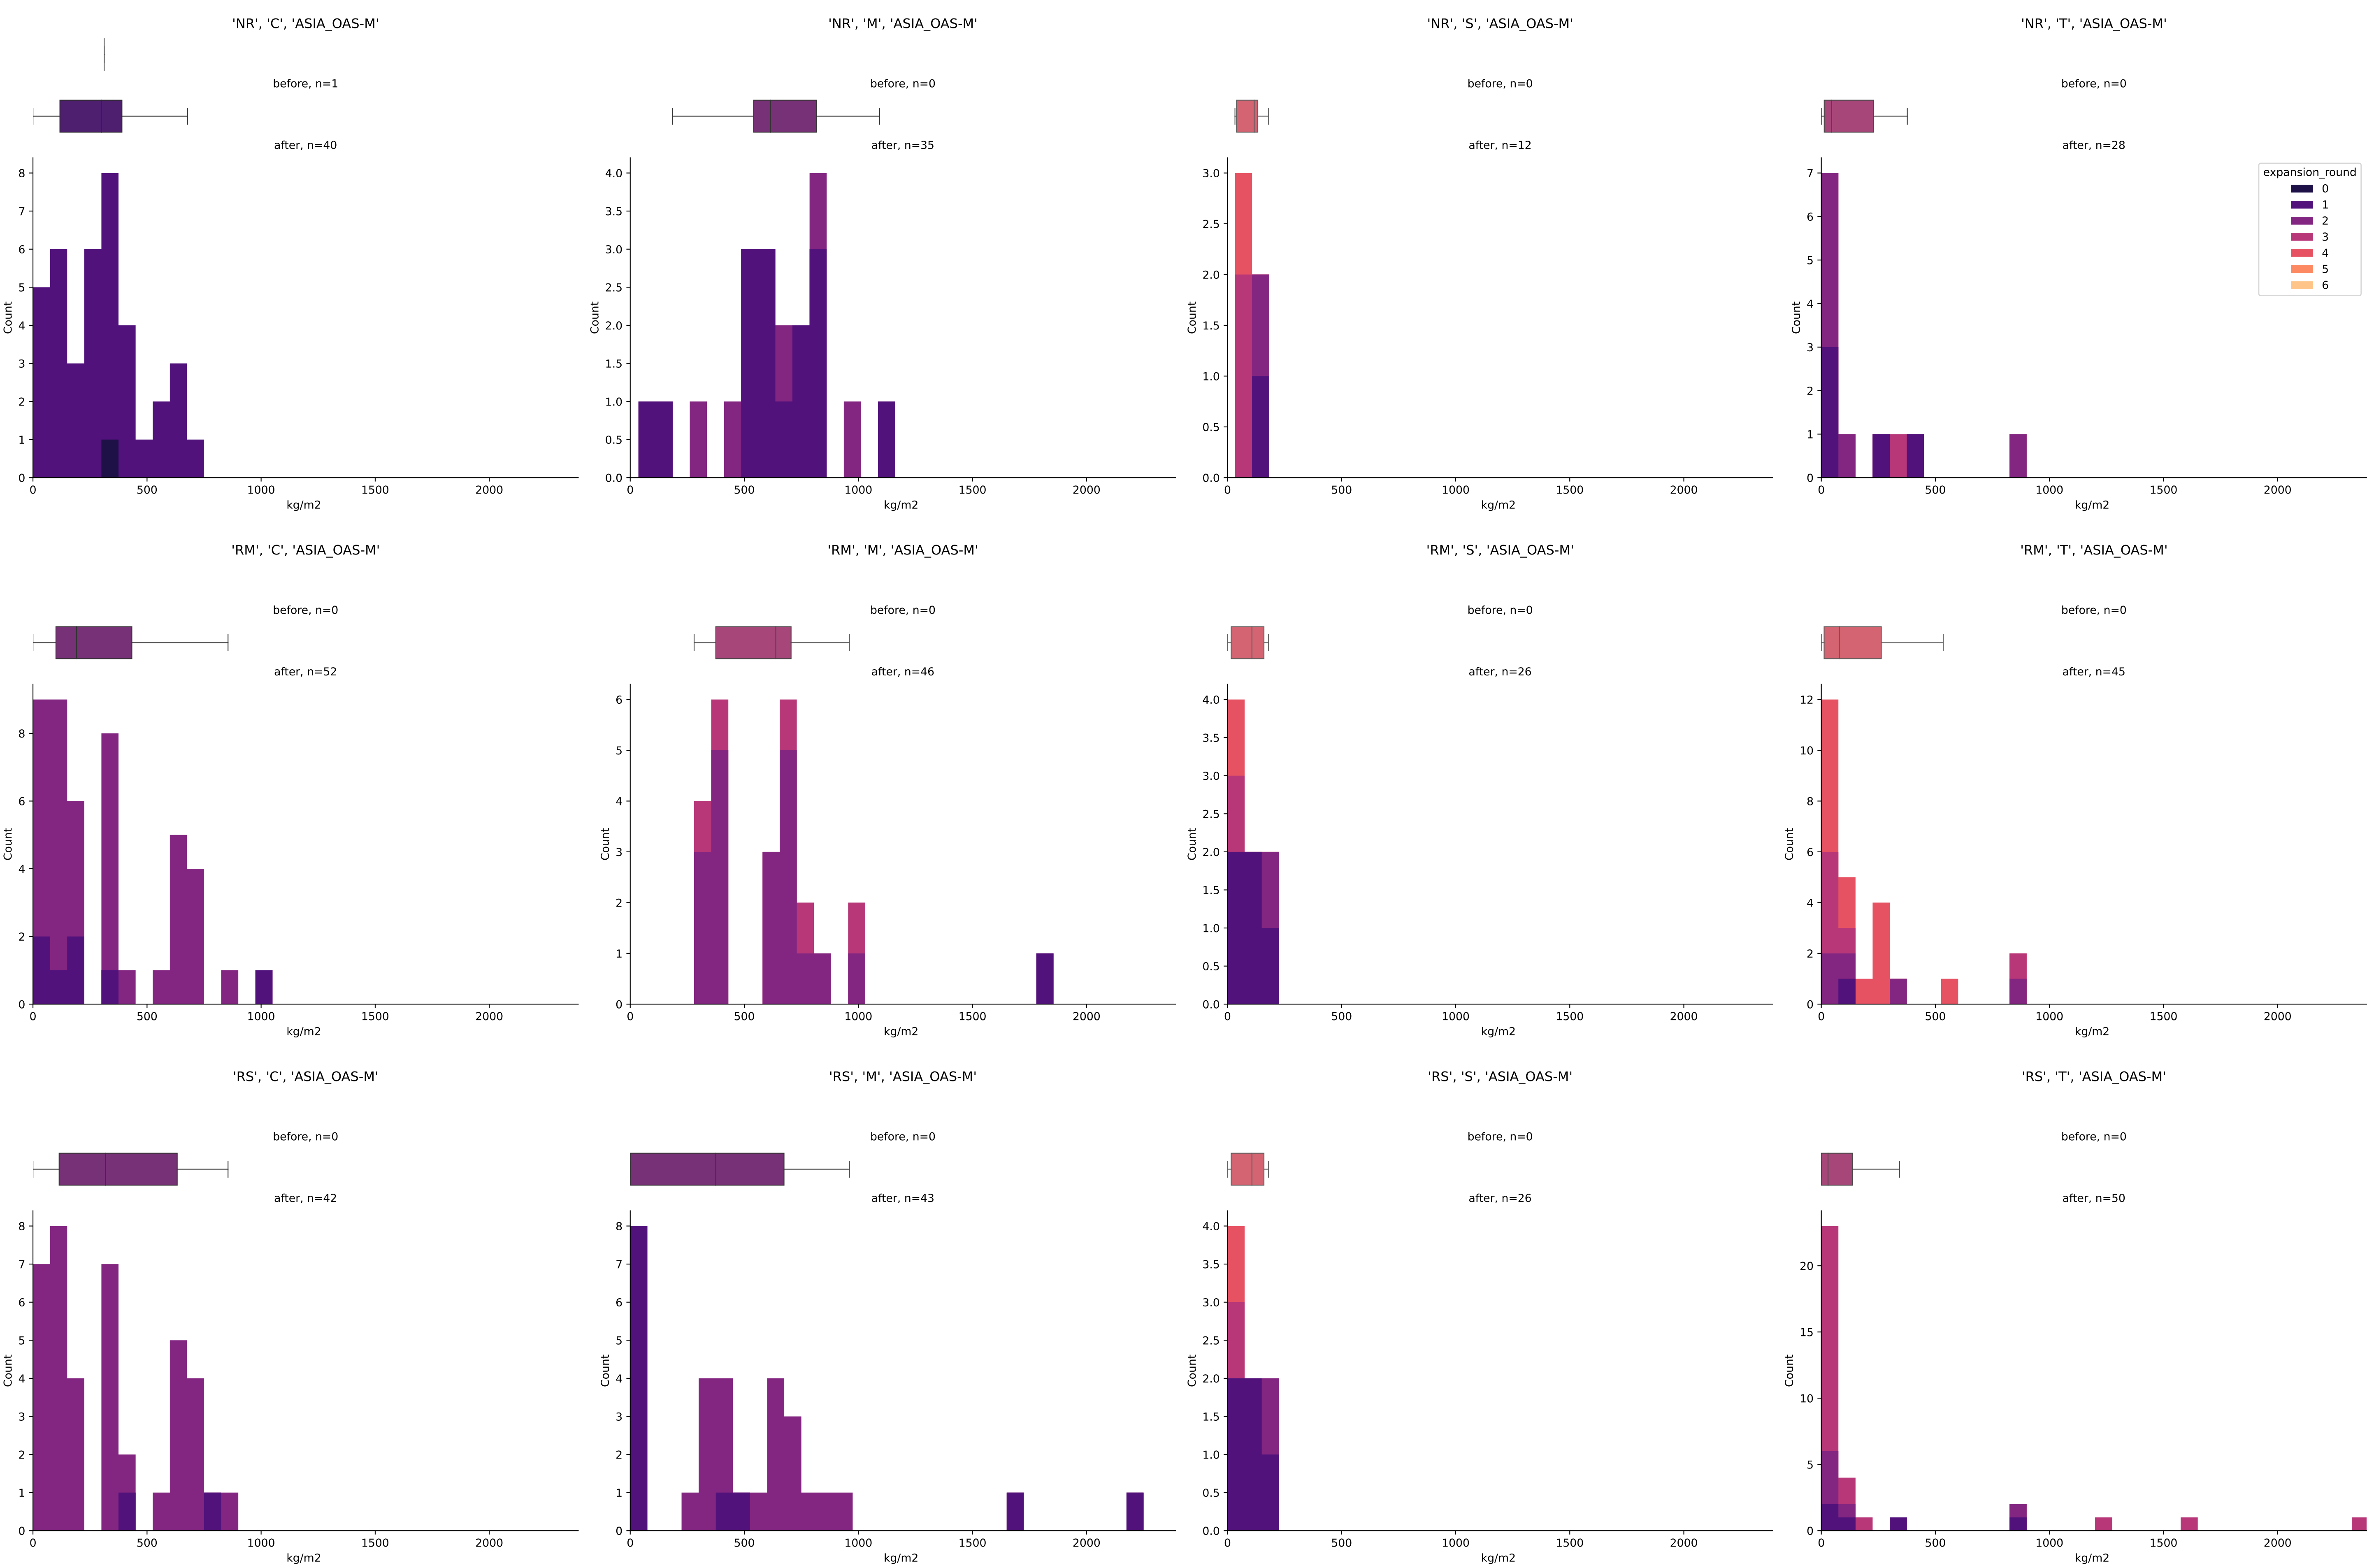 'NR', 'C', 'ASIA_OAS-M'
before, n=1
after, n=40
8
7
6
5
4
3
2
1
0
Count
0 500 1000 1500 2000
kg/m2
'NR', 'M', 'ASIA_OAS-M'
before, n=0
after, n=35
4.0
3.5
3.0
2.5
2.0
1.5
1.0
0.5
0.0
Count
0 500 1000 1500 2000
kg/m2
'NR', 'S', 'ASIA_OAS-M'
before, n=0
after, n=12
3.0
2.5
2.0
1.5
1.0
0.5
0.0
Count
0 500 1000 1500 2000
kg/m2
'NR', 'T', 'ASIA_OAS-M'
before, n=0
after, n=28
7
6
5
4
3
2
1
0
Count
0 500 1000 1500 2000
kg/m2
expansion_round
0
1
2
3
4
5
6
'RM', 'C', 'ASIA_OAS-M'
before, n=0
after, n=52
8
6
4
2
0
Count
0 500 1000 1500 2000
kg/m2
'RM', 'M', 'ASIA_OAS-M'
before, n=0
after, n=46
6
5
4
3
2
1
0
Count
0 500 1000 1500 2000
kg/m2
'RM', 'S', 'ASIA_OAS-M'
before, n=0
after, n=26
4.0
3.5
3.0
2.5
2.0
1.5
1.0
0.5
0.0
Count
0 500 1000 1500 2000
kg/m2
'RM', 'T', 'ASIA_OAS-M'
before, n=0
after, n=45
12
10
8
6
4
2
0
Count
0 500 1000 1500 2000
kg/m2
'RS', 'C', 'ASIA_OAS-M'
before, n=0
after, n=42
8
7
6
5
4
3
2
1
0
Count
0 500 1000 1500 2000
kg/m2
'RS', 'M', 'ASIA_OAS-M'
before, n=0
after, n=43
8
7
6
5
4
3
2
1
0
Count
0 500 1000 1500 2000
kg/m2
'RS', 'S', 'ASIA_OAS-M'
before, n=0
after, n=26
4.0
3.5
3.0
2.5
2.0
1.5
1.0
0.5
0.0
Count
0 500 1000 1500 2000
kg/m2
'RS', 'T', 'ASIA_OAS-M'
before, n=0
after, n=50
20
15
10
5
0
Count
0 500 1000 1500 2000
kg/m2